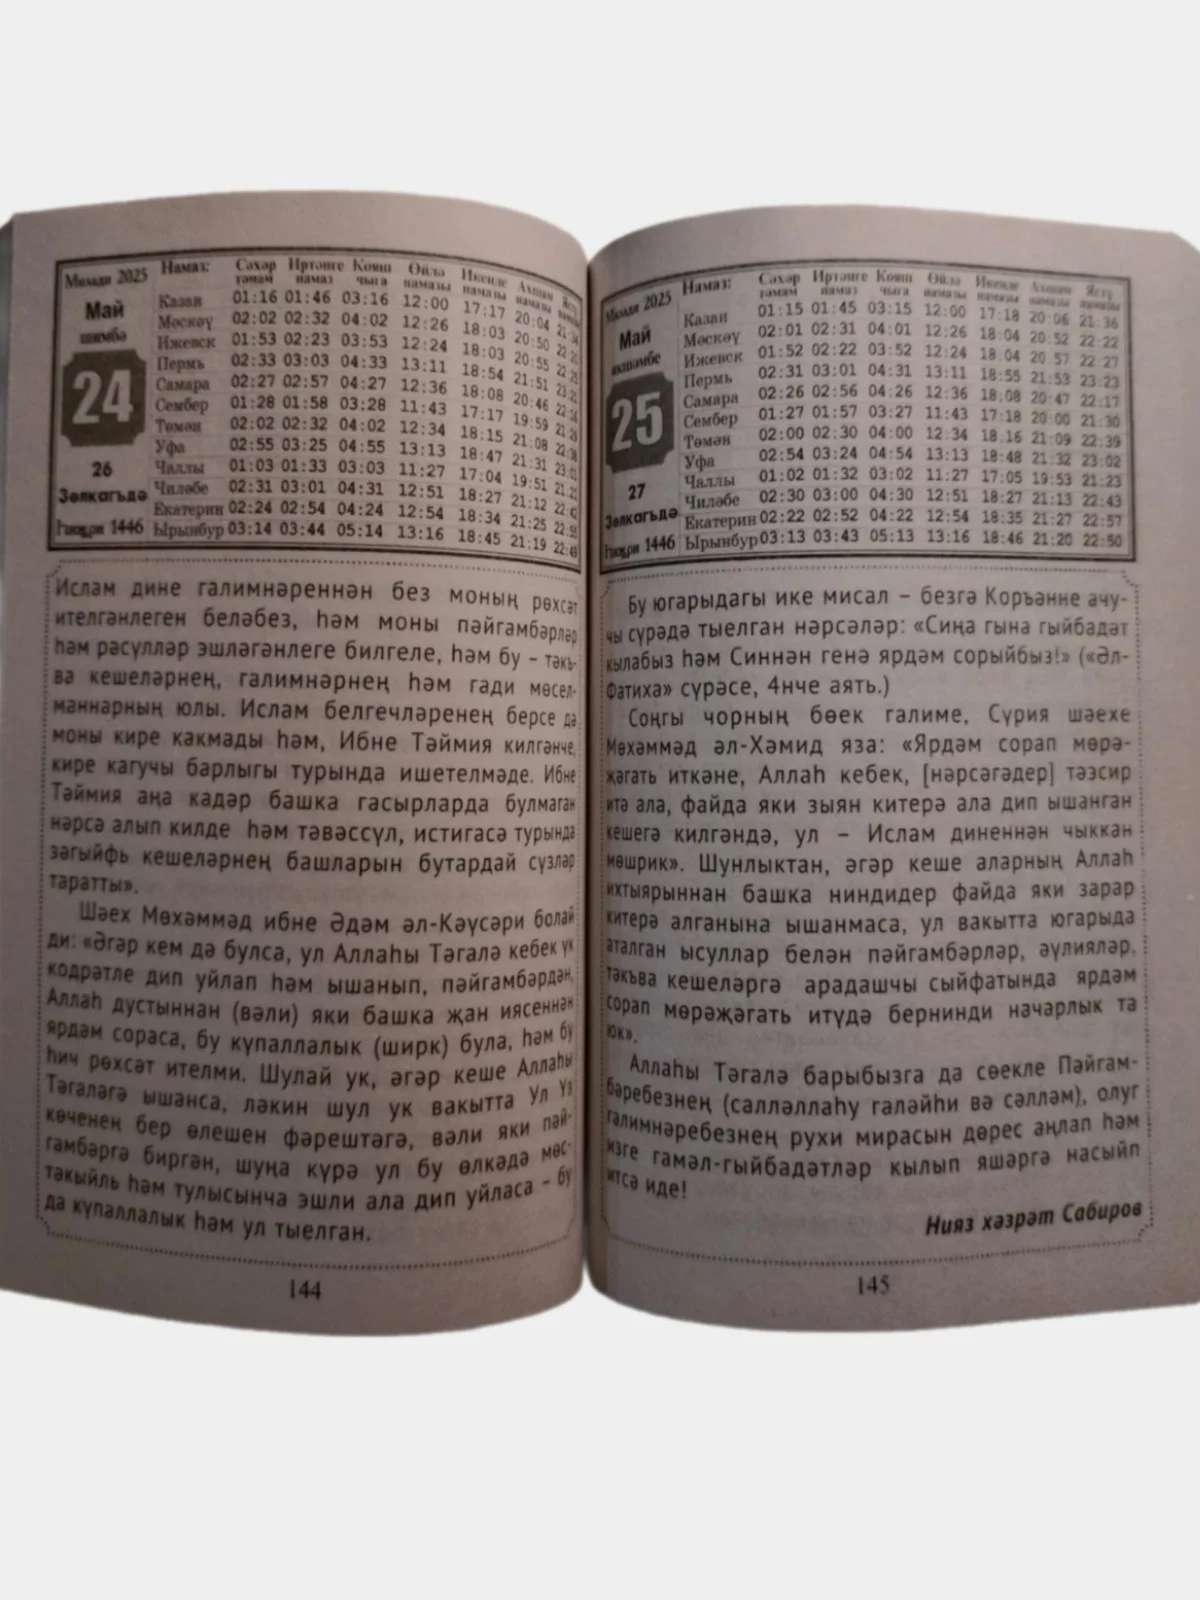 Милади 2025
Май
шимбә
24
26
Зөлкагъдә
Һиҗри 1446
Намаз: Сәхәр тәмам Иртәнге намаз Кояш чыга Өйлә намазы Икенде намазы Ахшам намазы Ястү
Казан 01:16 01:46 03:16 12:00 17:17 20:04
Мәскәү 02:02 02:32 04:02 12:26 18:03 20:50
Ижевск 01:53 02:23 03:53 12:24 18:03 20:55
Пермь 02:33 03:03 04:33 13:11 18:54 21:51
Самара 02:27 02:57 04:27 12:36 18:08 20:46
Сембер 01:28 01:58 03:28 11:43 17:17 19:59
Төмән 02:02 02:32 04:02 12:34 18:15 21:08
Уфа 02:55 03:25 04:55 13:13 18:47 21:31
Чаллы 01:03 01:33 03:03 11:27 17:04 19:51
Чиләбе 02:31 03:01 04:31 12:51 18:27 21:12
Екатерин 02:24 02:54 04:24 12:54 18:34 21:25
Ырынбур 03:14 03:44 05:14 13:16 18:45 21:19
Ислам дине галимнәреннән без моның рөхсәт
ителгәнлеген беләбез, һәм моны пәйгамбәрләр
һәм рәсүлләр эшләгәнлеге билгеле, һәм бу – тәкъ-
ва кешеләрнең, галимнәрнең һәм гади мөсел-
маннарның юлы. Ислам белгечләренең берсе дә
моны кире какмады һәм, Ибне Тәймия килгәнче,
кире кагучы барлыгы турында ишетелмәде. Ибне
Тәймия аңа кадәр башка гасырларда булмаган
нәрсә алып килде һәм тәвәссүл, истигасә турында
зәгыйфь кешеләрнең башларын бутардай сүзләр
таратты».
Шәех Мөхәммәд ибне Әдәм әл-Кәүсәри болай
ди: «Әгәр кем дә булса, ул Аллаһы Тәгалә кебек үк
кодрәтле дип уйлап һәм ышанып, пәйгамбәрдән,
Аллаһ дустыннан (вәли) яки башка җан иясеннән
ярдәм сораса, бу күпаллалык (ширк) була, һәм бу
һич рөхсәт ителми. Шулай ук, әгәр кеше Аллаһы
Тәгаләгә ышанса, ләкин шул ук вакытта Ул Үз
көченең бер өлешен фәрештәгә, вәли яки пәй-
гамбәргә биргән, шуңа күрә ул бу өлкәдә мөс-
тәкыйль һәм тулысынча эшли ала дип уйласа – бу
да күпаллалык һәм ул тыелган.
144
Милади 2025
Май
якшәмбе
25
27
Зөлкагъдә
Һиҗри 1446
Намаз: Сәхәр тәмам Иртәнге намаз Кояш чыга Өйлә намазы Икенде намазы Ахшам намазы Ястү намазы
Казан 01:15 01:45 03:15 12:00 17:18 20:06 21:36
Мәскәү 02:01 02:31 04:01 12:26 18:04 20:52 22:22
Ижевск 01:52 02:22 03:52 12:24 18:04 20:57 22:27
Пермь 02:31 03:01 04:31 13:11 18:55 21:53 23:23
Самара 02:26 02:56 04:26 12:36 18:08 20:47 22:17
Сембер 01:27 01:57 03:27 11:43 17:18 20:00 21:30
Төмән 02:00 02:30 04:00 12:34 18:16 21:09 22:39
Уфа 02:54 03:24 04:54 13:13 18:48 21:32 23:02
Чаллы 01:02 01:32 03:02 11:27 17:05 19:53 21:23
Чиләбе 02:30 03:00 04:30 12:51 18:27 21:13 22:43
Екатерин 02:22 02:52 04:22 12:54 18:35 21:27 22:57
Ырынбур 03:13 03:43 05:13 13:16 18:46 21:20 22:50
Бу югарыдагы ике мисал – безгә Коръәнне ачу-
чы сүрәдә тыелган нәрсәләр: «Сиңа гына гыйбадәт
кылабыз һәм Синнән генә ярдәм сорыйбыз!» («Әл-
Фатиха» сүрәсе, 4нче аять.)
Соңгы чорның бөек галиме, Сүрия шәехе
Мөхәммәд әл-Хәмид яза: «Ярдәм сорап мөрә-
җәгать иткәне, Аллаһ кебек, [нәрсәгәдер] тәэсир
итә ала, файда яки зыян китерә ала дип ышанган
кешегә килгәндә, ул – Ислам диненнән чыккан
мөшрик». Шунлыктан, әгәр кеше аларның Аллаһ
ихтыярыннан башка ниндидер файда яки зарар
китерә алганына ышанмаса, ул вакытта югарыда
аталган ысуллар белән пәйгамбәрләр, әүлияләр,
тәкъва кешеләргә арадашчы сыйфатында ярдәм
сорап мөрәҗәгать итүдә бернинди начарлык та
юк».
Аллаһы Тәгалә барыбызга да сөекле Пәйгам-
бәребезнең (салләллаһу галәйһи вә сәлләм), олуг
галимнәребезнең рухи мирасын дөрес аңлап һәм
изге гамәл-гыйбадәтләр кылып яшәргә насыйп
итсә иде!
Нияз хәзрәт Сабиров
145